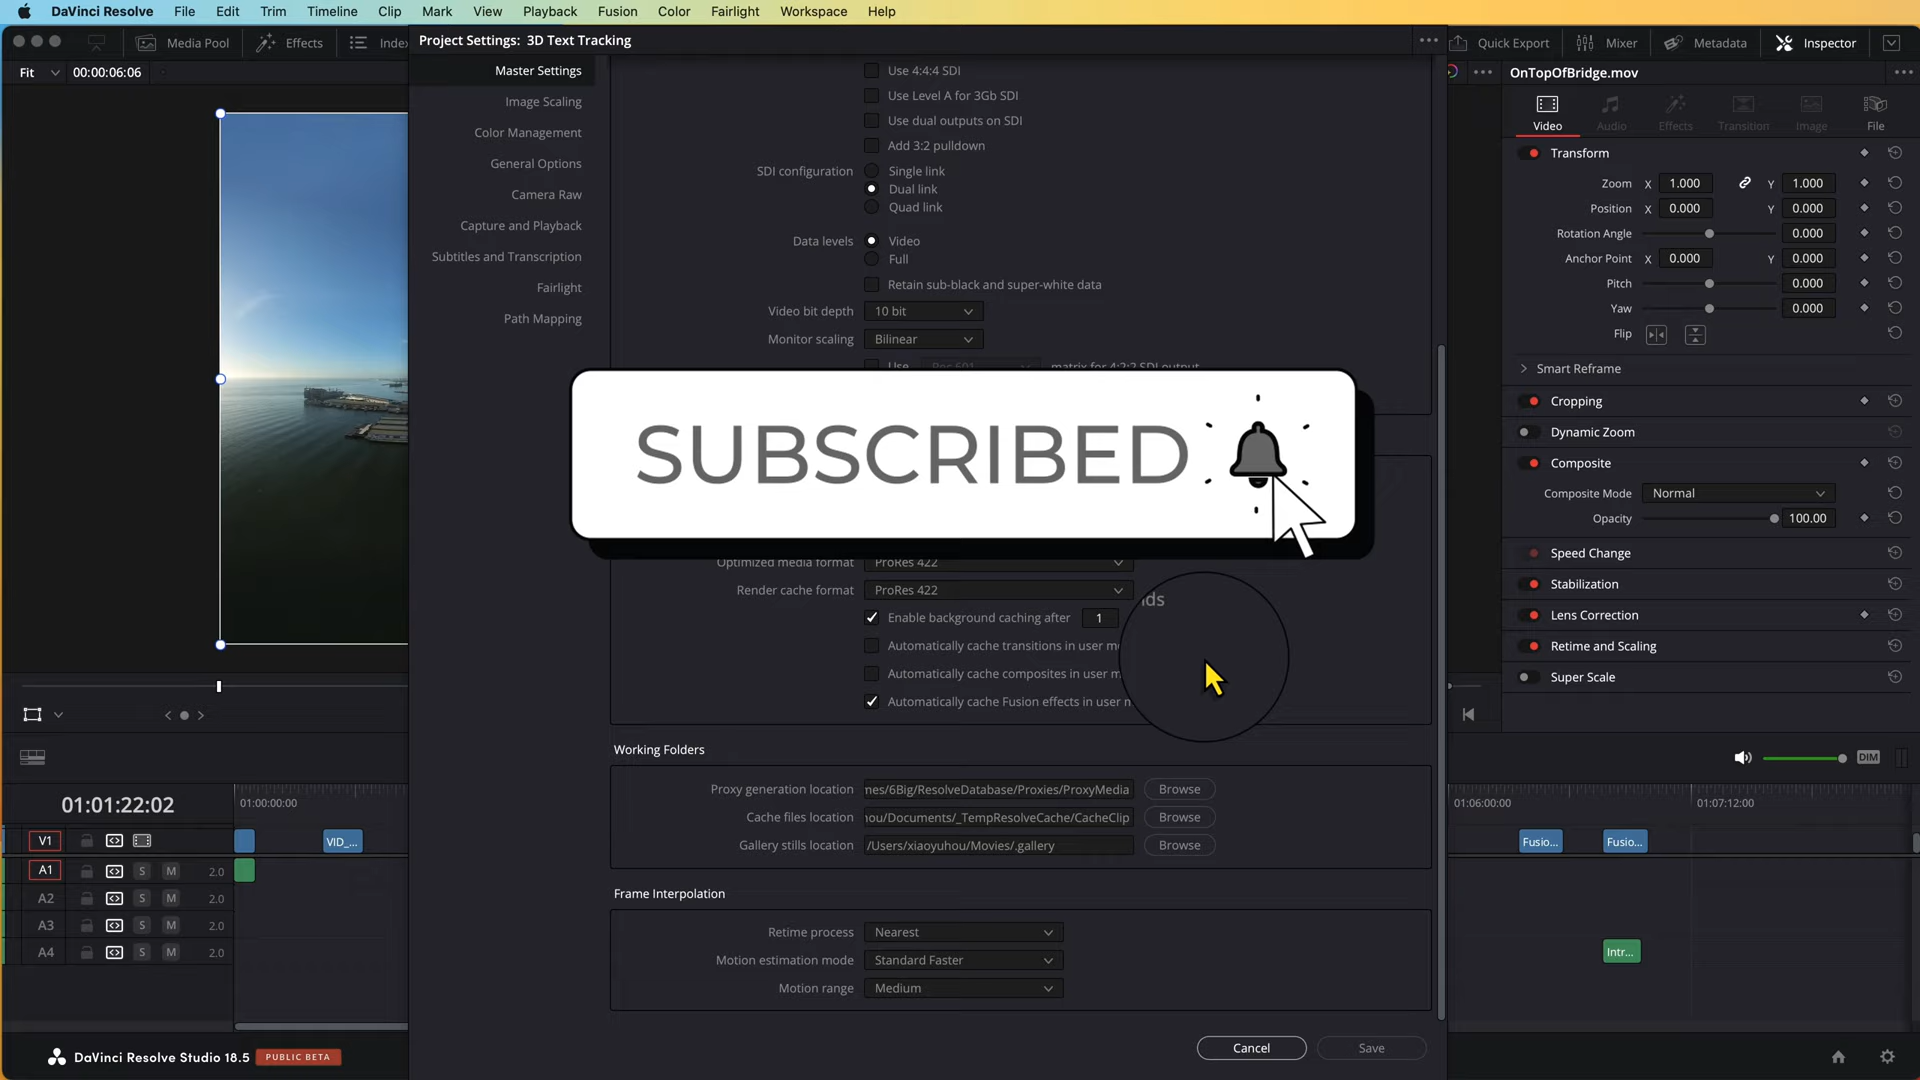 DaVinci Resolve File Edit Trim Timeline Clip Mark View Playback Fusion Color Fairlight Workspace Help
Media Pool Effects Index
Project Settings: 3D Text Tracking
Quick Export Mixer Metadata Inspector
Fit 00:00:06:06
OnTopOfBridge.mov
Master Settings
Image Scaling
Color Management
General Options
Camera Raw
Capture and Playback
Subtitles and Transcription
Fairlight
Path Mapping
Use 4:4:4 SDI
Use Level A for 3Gb SDI
Use dual outputs on SDI
Add 3:2 pulldown
SDI configuration Single link
Dual link
Quad link
Data levels Video
Full
Retain sub-black and super-white data
Video bit depth 10 bit
Monitor scaling Bilinear
Use Rec.601 matrix for 4:2:2 SDI output
SUBSCRIBED
Optimized media format ProRes 422
Render cache format ProRes 422
Enable background caching after 1 nds
Automatically cache transitions in user m
Automatically cache composites in user m
Automatically cache Fusion effects in user m
Working Folders
Proxy generation location nes/6Big/ResolveDatabase/Proxies/ProxyMedia Browse
Cache files location hou/Documents/_TempResolveCache/CacheClip Browse
Gallery stills location /Users/xiaoyuhou/Movies/.gallery Browse
Frame Interpolation
Retime process Nearest
Motion estimation mode Standard Faster
Motion range Medium
Cancel Save
Video Audio Effects Transition Image File
Transform
Zoom X 1.000 Y 1.000
Position X 0.000 Y 0.000
Rotation Angle 0.000
Anchor Point X 0.000 Y 0.000
Pitch 0.000
Yaw 0.000
Flip
Smart Reframe
Cropping
Dynamic Zoom
Composite
Composite Mode Normal
Opacity 100.00
Speed Change
Stabilization
Lens Correction
Retime and Scaling
Super Scale
DIM
01:01:22:02 01:00:00:00
01:06:00:00 01:07:12:00
V1 VID_...
Fusio... Fusio...
A1 S M 2.0
A2 S M 2.0
A3 S M 2.0
A4 S M 2.0
Intr...
DaVinci Resolve Studio 18.5 PUBLIC BETA